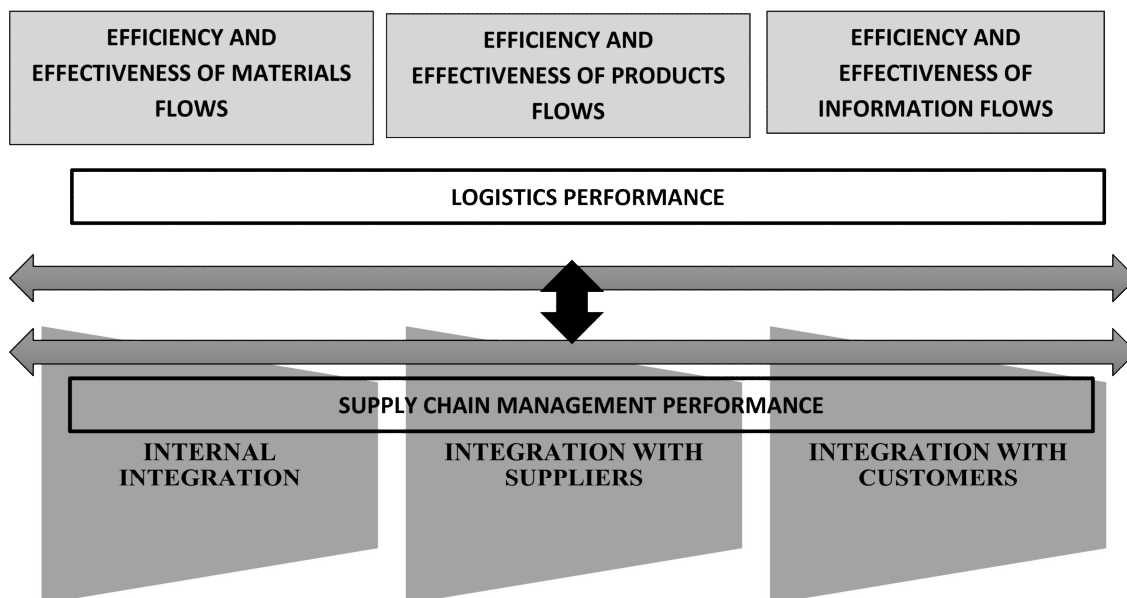 EFFICIENCY AND
EFFECTIVENESS OF MATERIALS
FLOWS
EFFICIENCY AND
EFFECTIVENESS OF PRODUCTS
FLOWS
EFFICIENCY AND
EFFECTIVENESS OF
INFORMATION FLOWS
LOGISTICS PERFORMANCE
SUPPLY CHAIN MANAGEMENT PERFORMANCE
INTERNAL
INTEGRATION
INTEGRATION WITH
SUPPLIERS
INTEGRATION WITH
CUSTOMERS